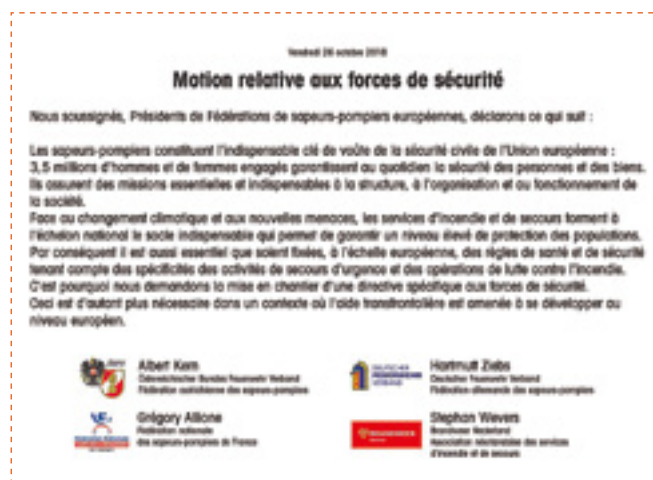 Vendredi 26 octobre 2018
Motion relative aux forces de sécurité
Nous soussignés, Présidents de Fédérations de sapeurs-pompiers européennes, déclarons ce qui suit :
Les sapeurs-pompiers constituent l'indispensable clé de voûte de la sécurité civile de l'Union européenne :
3,5 millions d'hommes et de femmes engagés garantissent au quotidien la sécurité des personnes et des biens.
Ils assurent des missions essentielles et indispensables à la structure, à l'organisation et au fonctionnement de
la société.
Face au changement climatique et aux nouvelles menaces, les services d'incendie et de secours forment à
l'échelon national le socle indispensable qui permet de garantir un niveau élevé de protection des populations.
Par conséquent il est aussi essentiel que soient fixées, à l'échelle européenne, des règles de santé et de sécurité
tenant compte des spécificités des activités de secours d'urgence et des opérations de lutte contre l'incendie.
C'est pourquoi nous demandons la mise en chantier d'une directive spécifique aux forces de sécurité.
Ceci est d'autant plus nécessaire dans un contexte où l'aide transfrontalière est amenée à se développer au
niveau européen.
Albert Kern
Österreichischer Bundes Feuerwehr Verband
Fédération autrichienne des sapeurs-pompiers
Hartmut Ziebs
Deutscher Feuerwehr Verband
Fédération allemande des sapeurs-pompiers
Grégory Allione
Fédération nationale
des sapeurs-pompiers de France
Stephan Wevers
Brandweer Nederland
Association néerlandaise des services
d'incendie et de secours